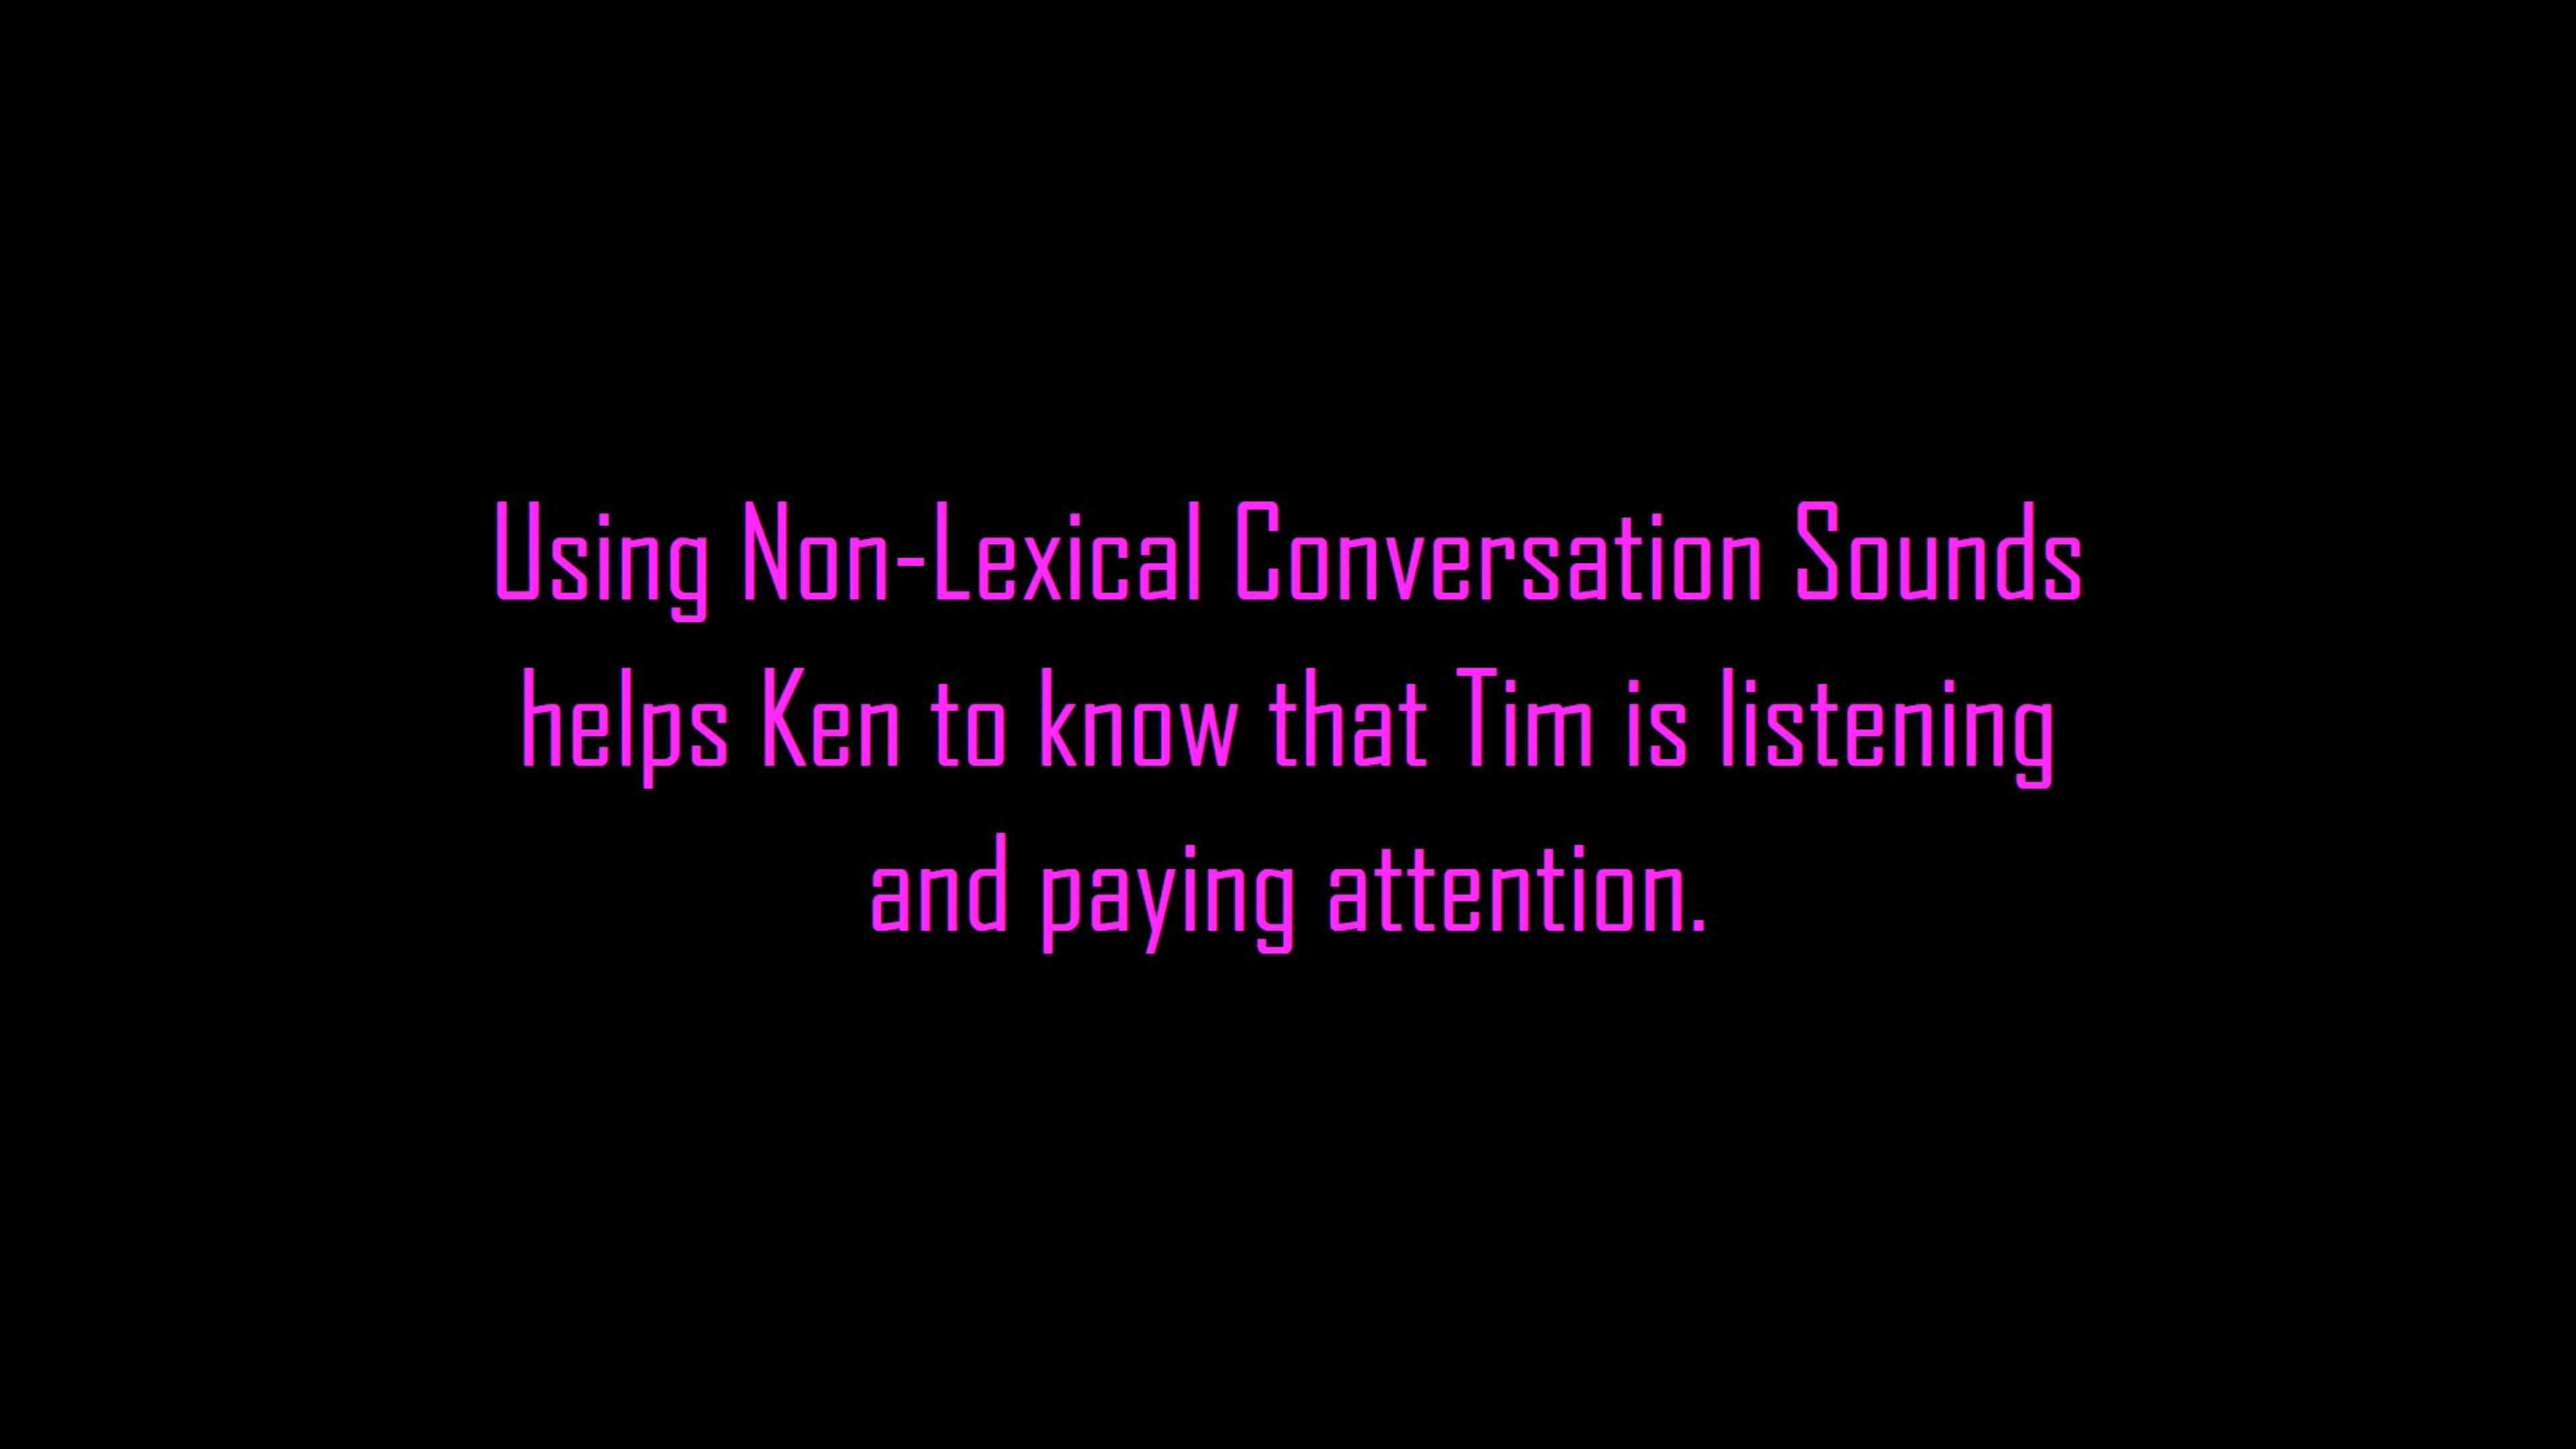 Using Non-Lexical Conversation Sounds
helps Ken to know that Tim is listening
and paying attention.